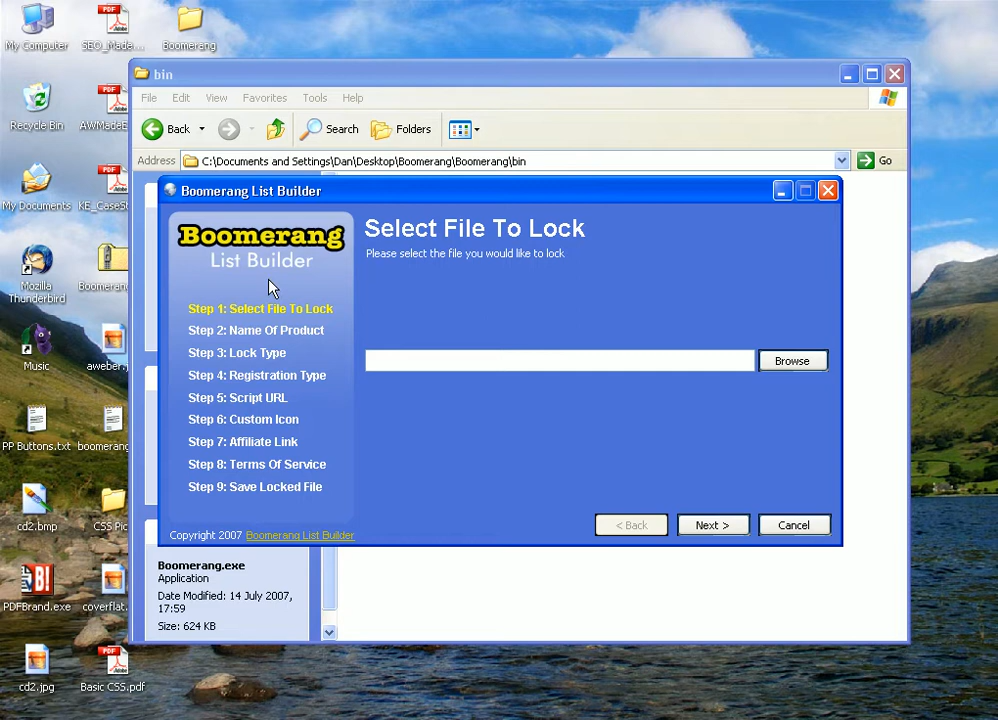 My Computer
SEO_Made...
Boomerang
Recycle Bin
AWMadeE
My Documents
KE_CaseSt
Mozilla
Thunderbird
Boomeran
Music
aweber.j
PP Buttons.txt
boomerang
cd2.bmp
CSS Pic
PDFBrand.exe
coverflat.
cd2.jpg
Basic CSS.pdf
bin
File Edit View Favorites Tools Help
Back Search Folders
Address C:\Documents and Settings\Dan\Desktop\Boomerang\Boomerang\bin Go
Boomerang List Builder
Boomerang
List Builder
Step 1: Select File To Lock
Step 2: Name Of Product
Step 3: Lock Type
Step 4: Registration Type
Step 5: Script URL
Step 6: Custom Icon
Step 7: Affiliate Link
Step 8: Terms Of Service
Step 9: Save Locked File
Copyright 2007 Boomerang List Builder
Select File To Lock
Please select the file you would like to lock
Browse
< Back Next > Cancel
Boomerang.exe
Application
Date Modified: 14 July 2007,
17:59
Size: 624 KB